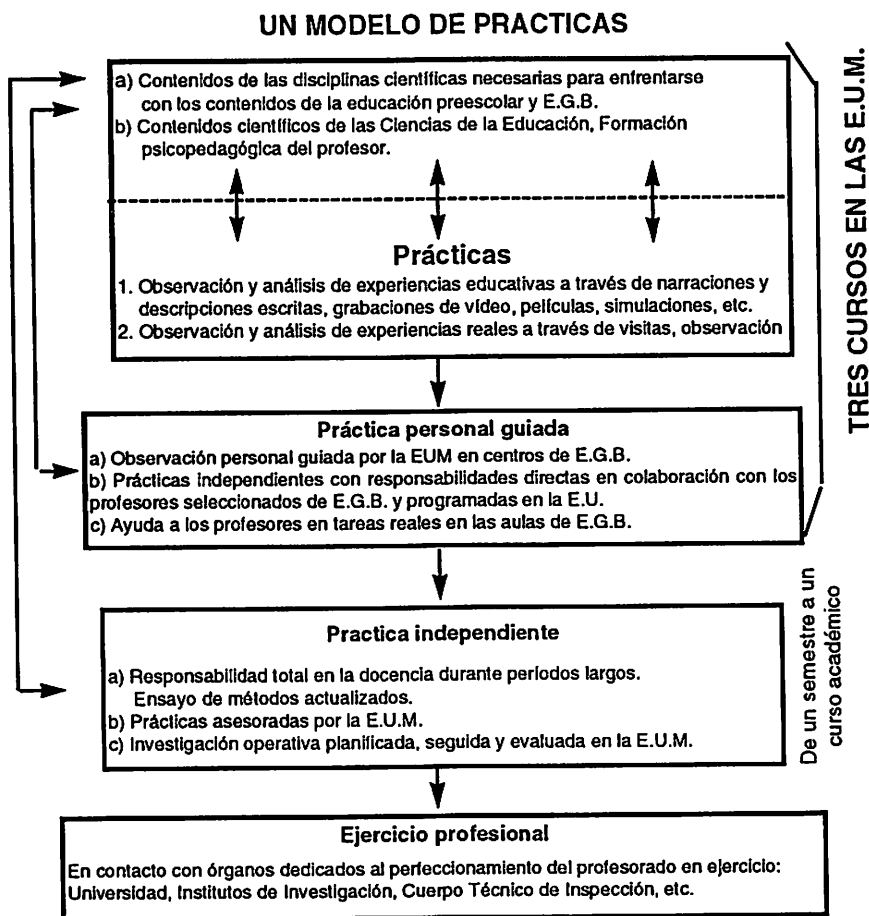 UN MODELO DE PRACTICAS
a) Contenidos de las disciplinas científicas necesarias para enfrentarse
con los contenidos de la educación preescolar y E.G.B.
b) Contenidos científicos de las Ciencias de la Educación, Formación
psicopedagógica del profesor.
Prácticas
1. Observación y análisis de experiencias educativas a través de narraciones y
descripciones escritas, grabaciones de vídeo, películas, simulaciones, etc.
2. Observación y análisis de experiencias reales a través de visitas, observación
TRES CURSOS EN LAS E.U.M.
Práctica personal guiada
a) Observación personal guiada por la EUM en centros de E.G.B.
b) Prácticas independientes con responsabilidades directas en colaboración con los
profesores seleccionados de E.G.B. y programadas en la E.U.
c) Ayuda a los profesores en tareas reales en las aulas de E.G.B.
Practica independiente
a) Responsabilidad total en la docencia durante períodos largos.
Ensayo de métodos actualizados.
b) Prácticas asesoradas por la E.U.M.
c) Investigación operativa planificada, seguida y evaluada en la E.U.M.
De un semestre a un
curso académico
Ejercicio profesional
En contacto con órganos dedicados al perfeccionamiento del profesorado en ejercicio:
Universidad, Institutos de Investigación, Cuerpo Técnico de Inspección, etc.